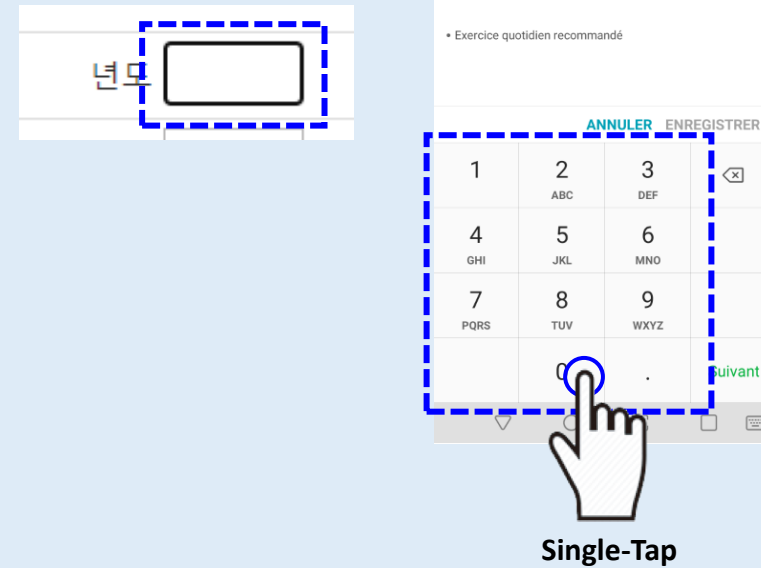 년도
• Exercice quotidien recommandé
ANNULER ENREGISTRER
1 2 3
ABC DEF
4 5 6
GHI JKL MNO
7 8 9
PQRS TUV WXYZ
0 .
Suivant
Single-Tap